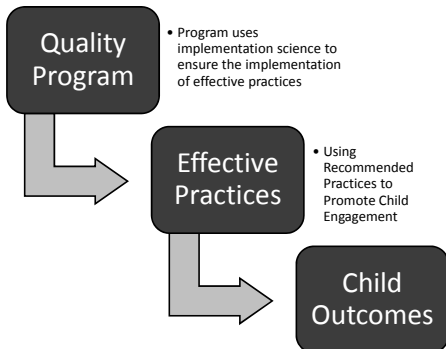 Quality
Program
• Program uses
implementation science to
ensure the implementation
of effective practices
Effective
Practices
• Using
Recommended
Practices to
Promote Child
Engagement
Child
Outcomes